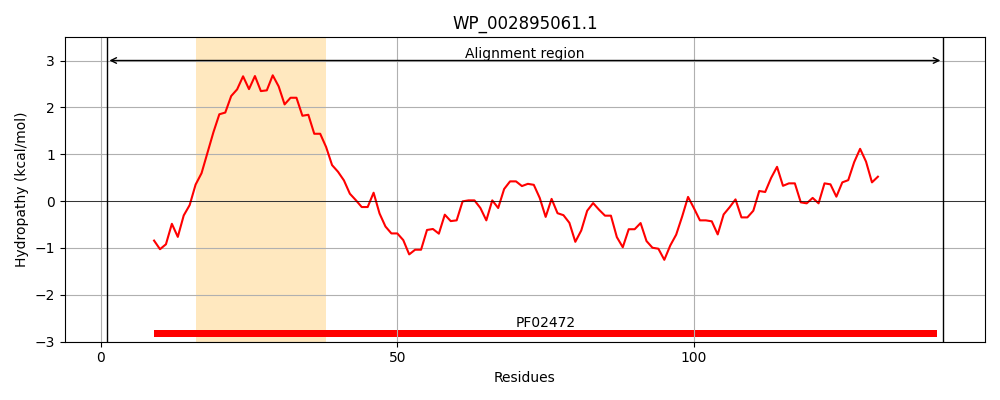 WP_002895061.1
Alignment region
Hydropathy (kcal/mol)
3
2
1
0
−1
−2
−3
PF02472
0
50
100
Residues